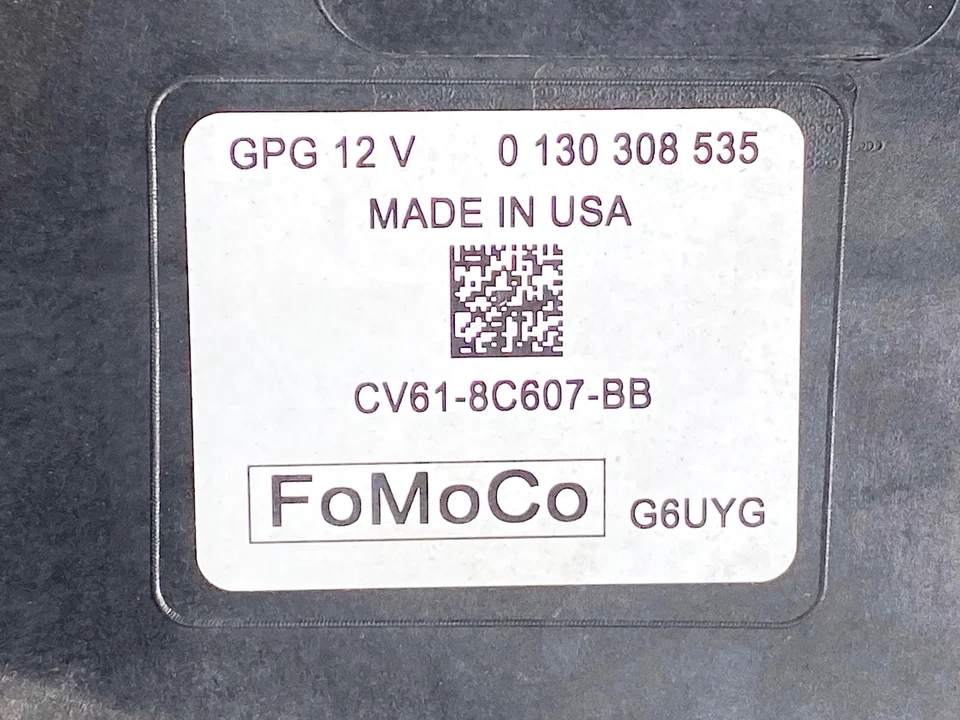 GPG 12 V 0 130 308 535
MADE IN USA
CV61-8C607-BB
FoMoCo G6UYG